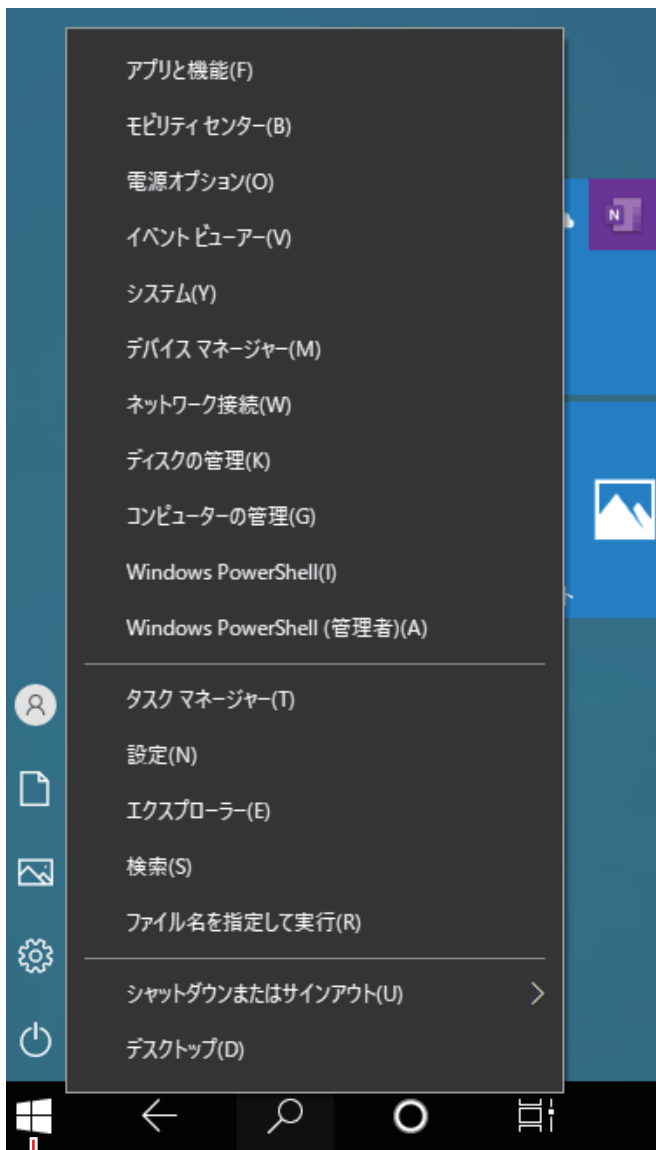 アプリと機能(F)
モビリティ センター(B)
電源オプション(O)
イベント ビューアー(V)
システム(Y)
デバイス マネージャー(M)
ネットワーク接続(W)
ディスクの管理(K)
コンピューターの管理(G)
Windows PowerShell(I)
Windows PowerShell (管理者)(A)
タスク マネージャー(T)
設定(N)
エクスプローラー(E)
検索(S)
ファイル名を指定して実行(R)
シャットダウンまたはサインアウト(U)
デスクトップ(D)
N